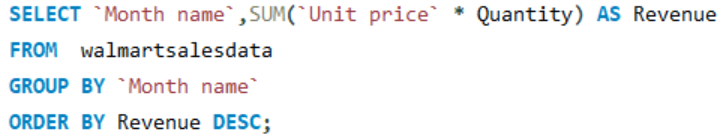 SELECT `Month name`,SUM(`Unit price` * Quantity) AS Revenue
FROM  walmartsalesdata
GROUP BY `Month name`
ORDER BY Revenue DESC;